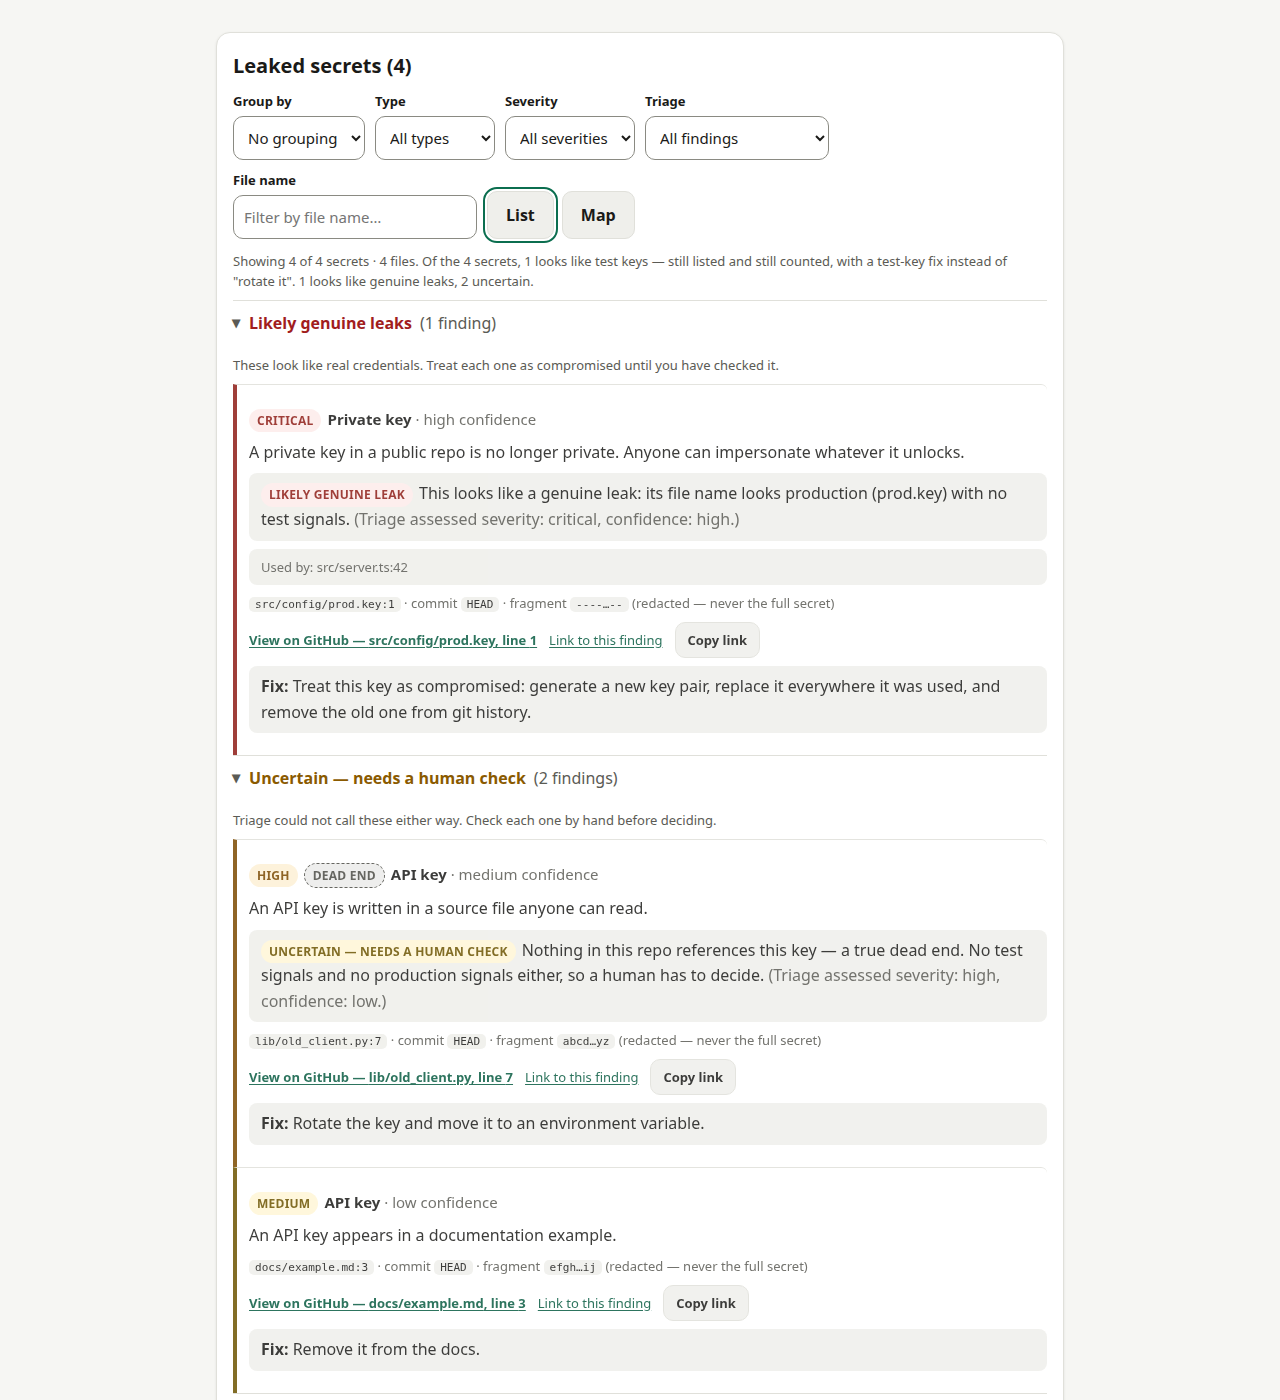 Leaked secrets (4)
Group by Type Severity Triage
No grouping All types All severities All findings
File name
Filter by file name... List Map
Showing 4 of 4 secrets · 4 files. Of the 4 secrets, 1 looks like test keys — still listed and still counted, with a test-key fix instead of
"rotate it". 1 looks like genuine leaks, 2 uncertain.
▼ Likely genuine leaks (1 finding)
These look like real credentials. Treat each one as compromised until you have checked it.
CRITICAL Private key · high confidence
A private key in a public repo is no longer private. Anyone can impersonate whatever it unlocks.
LIKELY GENUINE LEAK This looks like a genuine leak: its file name looks production (prod.key) with no
test signals. (Triage assessed severity: critical, confidence: high.)
Used by: src/server.ts:42
src/config/prod.key:1 · commit HEAD · fragment ----…-- (redacted — never the full secret)
View on GitHub — src/config/prod.key, line 1 Link to this finding Copy link
Fix: Treat this key as compromised: generate a new key pair, replace it everywhere it was used, and
remove the old one from git history.
▼ Uncertain — needs a human check (2 findings)
Triage could not call these either way. Check each one by hand before deciding.
HIGH DEAD END API key · medium confidence
An API key is written in a source file anyone can read.
UNCERTAIN — NEEDS A HUMAN CHECK Nothing in this repo references this key — a true dead end. No test
signals and no production signals either, so a human has to decide. (Triage assessed severity: high,
confidence: low.)
lib/old_client.py:7 · commit HEAD · fragment abcd…yz (redacted — never the full secret)
View on GitHub — lib/old_client.py, line 7 Link to this finding Copy link
Fix: Rotate the key and move it to an environment variable.
MEDIUM API key · low confidence
An API key appears in a documentation example.
docs/example.md:3 · commit HEAD · fragment efgh…ij (redacted — never the full secret)
View on GitHub — docs/example.md, line 3 Link to this finding Copy link
Fix: Remove it from the docs.